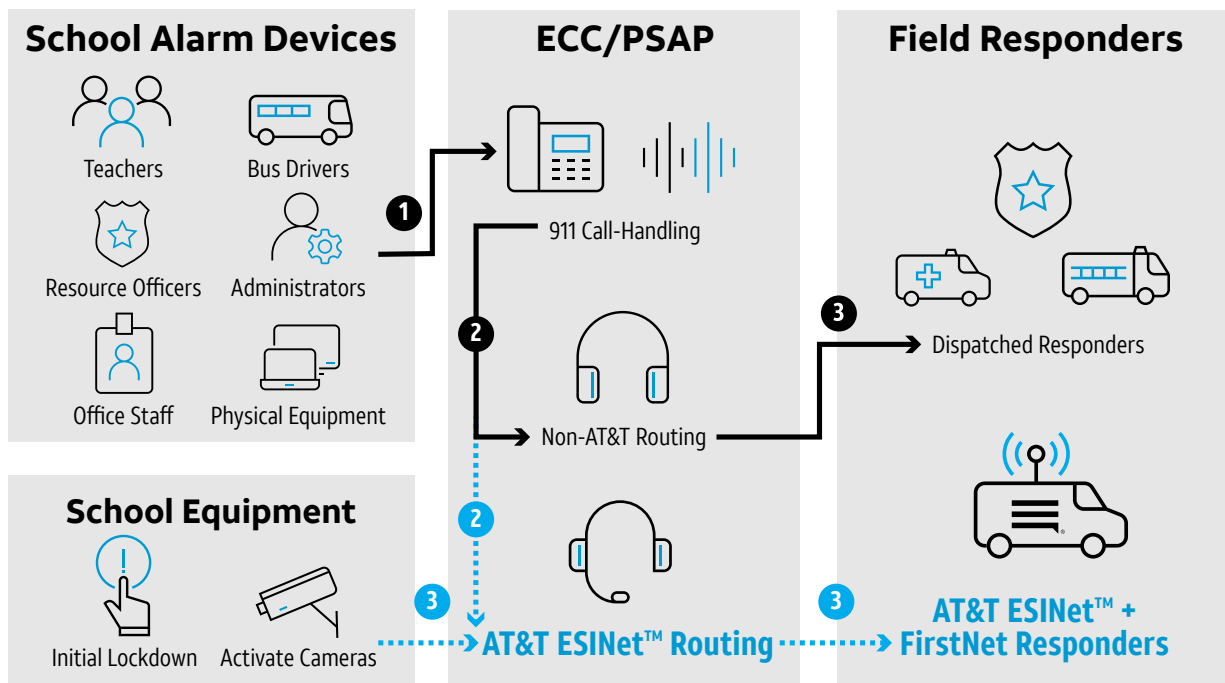 School Alarm Devices
Teachers
Bus Drivers
Resource Officers
Administrators
Office Staff
Physical Equipment
School Equipment
Initial Lockdown
Activate Cameras
1
ECC/PSAP
911 Call-Handling
2
Non-AT&T Routing
2
3
AT&T ESINet™ Routing
Field Responders
3
Dispatched Responders
®
3
AT&T ESINet™ +
FirstNet Responders